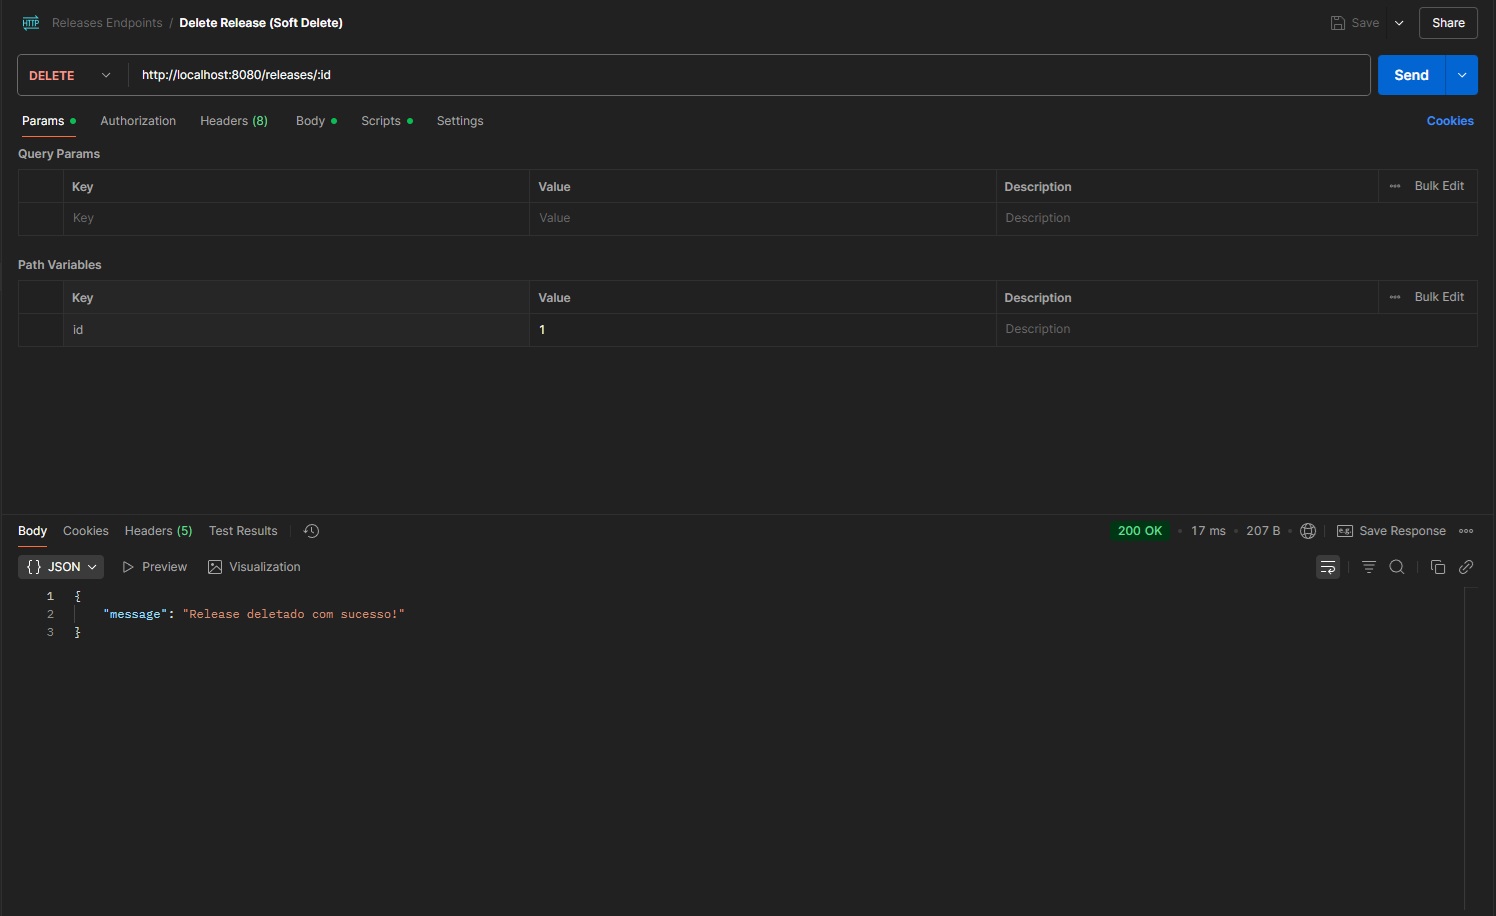 HTTP Releases Endpoints / Delete Release (Soft Delete) Save Share
DELETE http://localhost:8080/releases/:id Send
Params Authorization Headers (8) Body Scripts Settings Cookies
Query Params
Key Value Description Bulk Edit
Key Value Description
Path Variables
Key Value Description Bulk Edit
id 1 Description
Body Cookies Headers (5) Test Results 200 OK 17 ms 207 B e.g. Save Response
{} JSON Preview Visualization
1 {
2 "message": "Release deletado com sucesso!"
3 }